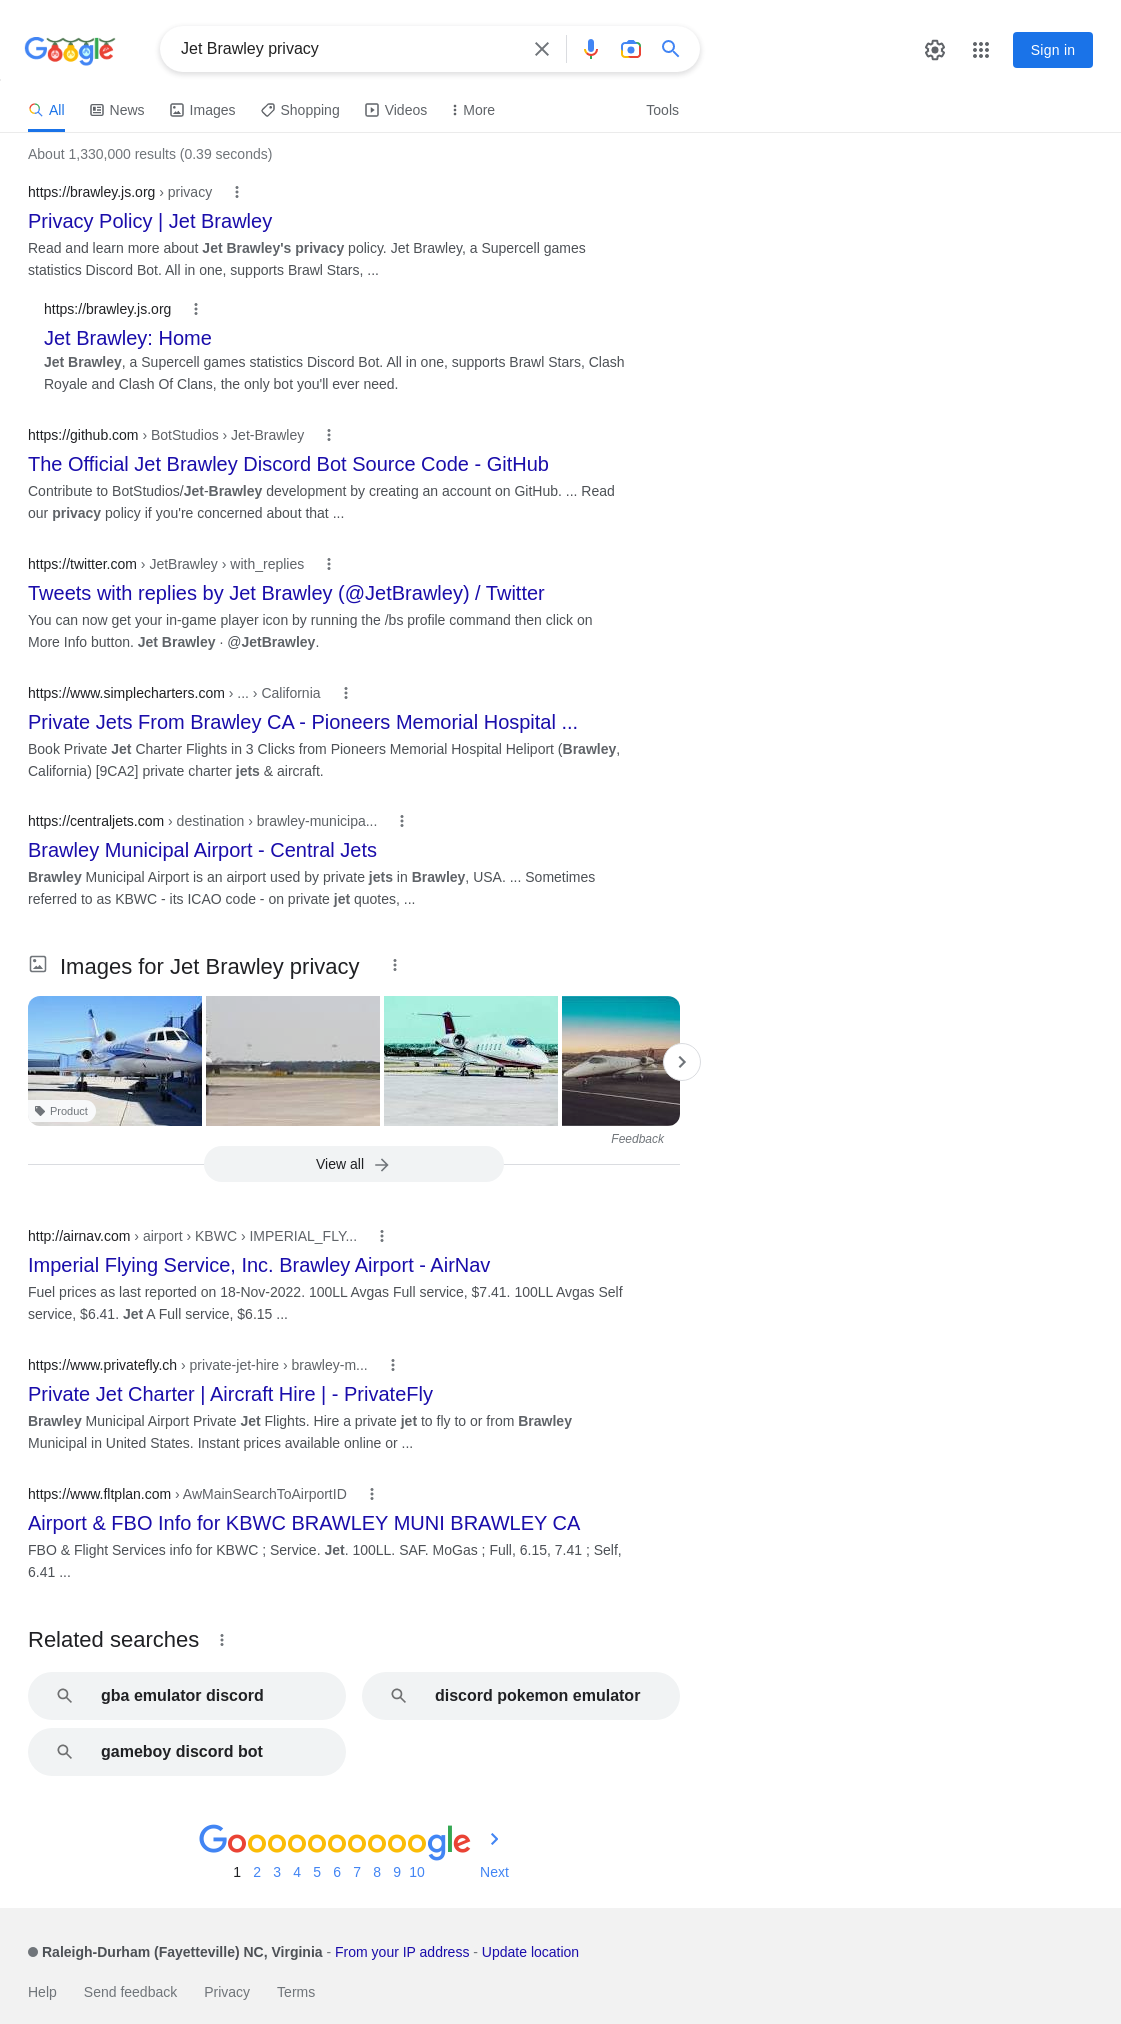 Google
Jet Brawley privacy
Sign in
All News Images Shopping Videos More Tools
About 1,330,000 results (0.39 seconds)
https://brawley.js.org › privacy
Privacy Policy | Jet Brawley
Read and learn more about Jet Brawley's privacy policy. Jet Brawley, a Supercell games
statistics Discord Bot. All in one, supports Brawl Stars, ...
https://brawley.js.org
Jet Brawley: Home
Jet Brawley, a Supercell games statistics Discord Bot. All in one, supports Brawl Stars, Clash
Royale and Clash Of Clans, the only bot you'll ever need.
https://github.com › BotStudios › Jet-Brawley
The Official Jet Brawley Discord Bot Source Code - GitHub
Contribute to BotStudios/Jet-Brawley development by creating an account on GitHub. ... Read
our privacy policy if you're concerned about that ...
https://twitter.com › JetBrawley › with_replies
Tweets with replies by Jet Brawley (@JetBrawley) / Twitter
You can now get your in-game player icon by running the /bs profile command then click on
More Info button. Jet Brawley · @JetBrawley.
https://www.simplecharters.com › ... › California
Private Jets From Brawley CA - Pioneers Memorial Hospital ...
Book Private Jet Charter Flights in 3 Clicks from Pioneers Memorial Hospital Heliport (Brawley,
California) [9CA2] private charter jets & aircraft.
https://centraljets.com › destination › brawley-municipa...
Brawley Municipal Airport - Central Jets
Brawley Municipal Airport is an airport used by private jets in Brawley, USA. ... Sometimes
referred to as KBWC - its ICAO code - on private jet quotes, ...
Images for Jet Brawley privacy
Product
Feedback
View all
http://airnav.com › airport › KBWC › IMPERIAL_FLY...
Imperial Flying Service, Inc. Brawley Airport - AirNav
Fuel prices as last reported on 18-Nov-2022. 100LL Avgas Full service, $7.41. 100LL Avgas Self
service, $6.41. Jet A Full service, $6.15 ...
https://www.privatefly.ch › private-jet-hire › brawley-m...
Private Jet Charter | Aircraft Hire | - PrivateFly
Brawley Municipal Airport Private Jet Flights. Hire a private jet to fly to or from Brawley
Municipal in United States. Instant prices available online or ...
https://www.fltplan.com › AwMainSearchToAirportID
Airport & FBO Info for KBWC BRAWLEY MUNI BRAWLEY CA
FBO & Flight Services info for KBWC ; Service. Jet. 100LL. SAF. MoGas ; Full, 6.15, 7.41 ; Self,
6.41 ...
Related searches
gba emulator discord
discord pokemon emulator
gameboy discord bot
Goooooooooogle
1 2 3 4 5 6 7 8 9 10 Next
Raleigh-Durham (Fayetteville) NC, Virginia - From your IP address - Update location
Help Send feedback Privacy Terms